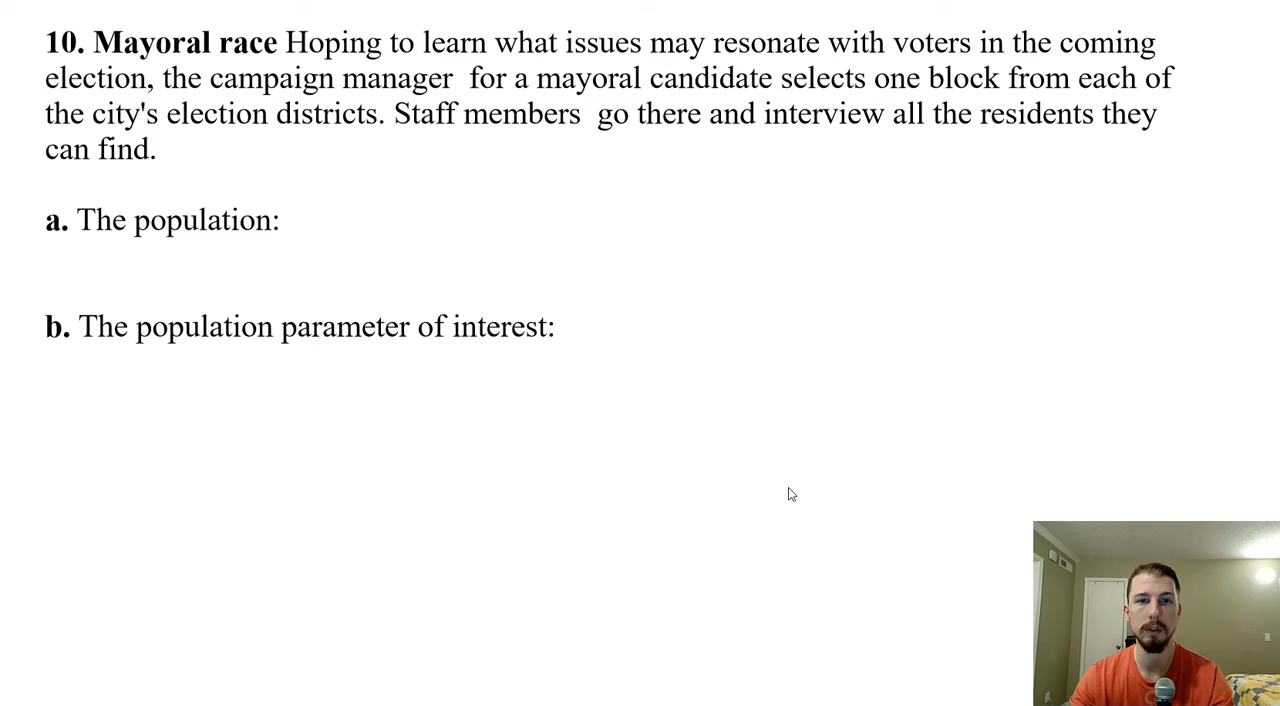 10. Mayoral race Hoping to learn what issues may resonate with voters in the coming
election, the campaign manager  for a mayoral candidate selects one block from each of
the city's election districts. Staff members  go there and interview all the residents they
can find.
a. The population:
b. The population parameter of interest: